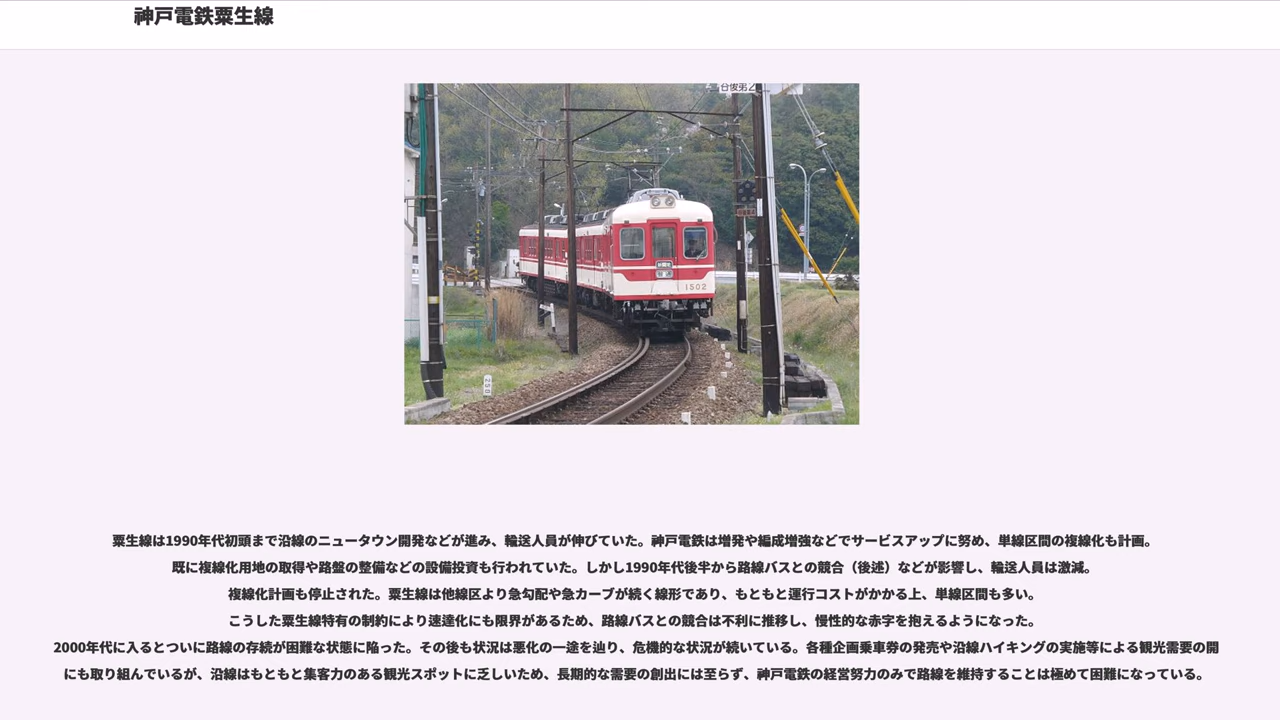 神戸電鉄粟生線
谷後第2
新開地
普通
1502
250
粟生線は1990年代初頭まで沿線のニュータウン開発などが進み、輸送人員が伸びていた。神戸電鉄は増発や編成増強などでサービスアップに努め、単線区間の複線化も計画。
既に複線化用地の取得や路盤の整備などの設備投資も行われていた。しかし1990年代後半から路線バスとの競合（後述）などが影響し、輸送人員は激減。
複線化計画も停止された。粟生線は他線区より急勾配や急カーブが続く線形であり、もともと運行コストがかかる上、単線区間も多い。
こうした粟生線特有の制約により速達化にも限界があるため、路線バスとの競合は不利に推移し、慢性的な赤字を抱えるようになった。
2000年代に入るとついに路線の存続が困難な状態に陥った。その後も状況は悪化の一途を辿り、危機的な状況が続いている。各種企画乗車券の発売や沿線ハイキングの実施等による観光需要の開
にも取り組んでいるが、沿線はもともと集客力のある観光スポットに乏しいため、長期的な需要の創出には至らず、神戸電鉄の経営努力のみで路線を維持することは極めて困難になっている。